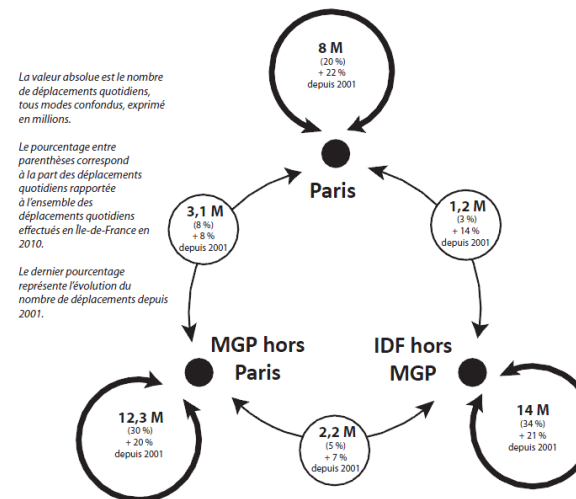 8 M
(20 %)
+ 22 %
depuis 2001
La valeur absolue est le nombre
de déplacements quotidiens,
tous modes confondus, exprimé
en millions.
Le pourcentage entre
parenthèses correspond
à la part des déplacements
quotidiens rapportée
à l'ensemble des
déplacements quotidiens
effectués en Île-de-France en
2010.
Le dernier pourcentage
représente l'évolution du
nombre de déplacements depuis
2001.
Paris
3,1 M
(8 %)
+ 8 %
depuis 2001
1,2 M
(3 %)
+ 14 %
depuis 2001
MGP hors
Paris
IDF hors
MGP
12,3 M
(30 %)
+ 20 %
depuis 2001
2,2 M
(5 %)
+ 7 %
depuis 2001
14 M
(34 %)
+ 21 %
depuis 2001